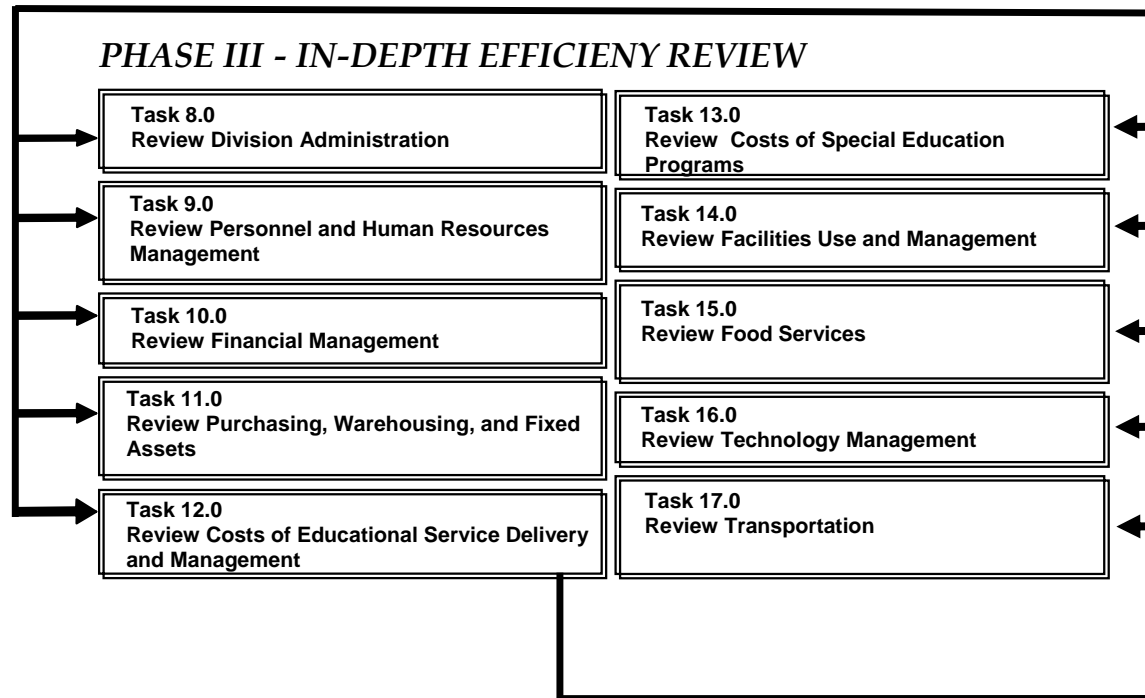 PHASE III - IN-DEPTH EFFICIENY REVIEW
Task 8.0
Review Division Administration
Task 9.0
Review Personnel and Human Resources
Management
Task 10.0
Review Financial Management
Task 11.0
Review Purchasing, Warehousing, and Fixed
Assets
Task 12.0
Review Costs of Educational Service Delivery
and Management
Task 13.0
Review Costs of Special Education
Programs
Task 14.0
Review Facilities Use and Management
Task 15.0
Review Food Services
Task 16.0
Review Technology Management
Task 17.0
Review Transportation